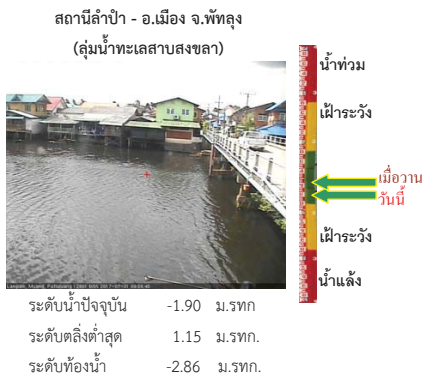 สถานีลำปำ - อ.เมือง จ.พัทลุง
(ลุ่มน้ำทะเลสาบสงขลา)
น้ำท่วม
เฝ้าระวัง
เมื่อวาน
วันนี้
เฝ้าระวัง
น้ำแล้ง
ระดับน้ำปัจจุบัน -1.90 ม.รทก
ระดับตลิ่งต่ำสุด 1.15 ม.รทก.
ระดับท้องน้ำ -2.86 ม.รทก.